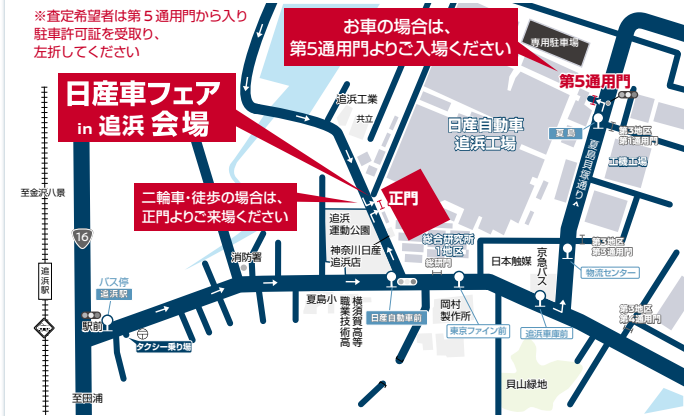 ※査定希望者は第5通用門から入り
駐車許可証を受取り、
左折してください
お車の場合は、
第5通用門よりご入場ください
専用駐車場
第5通用門
日産車フェア
in 追浜 会場
追浜工業
共立
日産自動車
追浜工場
夏島
第3地区
第1通用門
工機工場
夏島貝塚通り
至金沢八景
二輪車・徒歩の場合は、
正門よりご来場ください
正門
追浜
運動公園
神奈川日産
追浜店
総合研究所
1地区
総研門
日本触媒
京急バス
第3地区
第3通用門
物流センター
16
追浜駅
消防署
バス停
追浜駅
駅前
タクシー乗り場
夏島小
横須賀高等
職業技術高
日産自動車前
岡村
製作所
東京ファイン前
追浜車庫前
第3地区
第4通用門
貝山緑地
至田浦